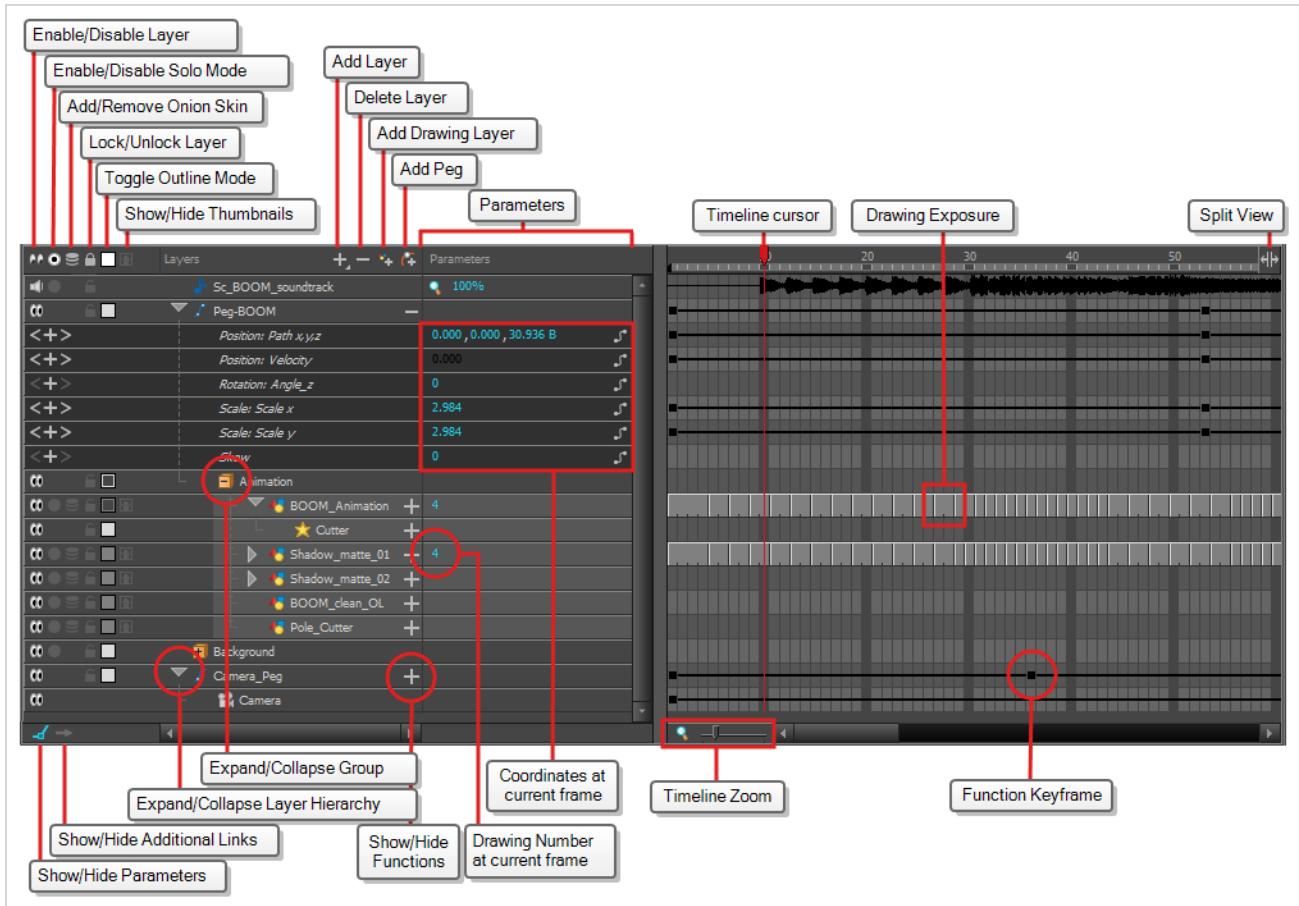 Enable/Disable Layer
Enable/Disable Solo Mode
Add/Remove Onion Skin
Lock/Unlock Layer
Toggle Outline Mode
Show/Hide Thumbnails
Add Layer
Delete Layer
Add Drawing Layer
Add Peg
Parameters
Timeline cursor
Drawing Exposure
Split View
Layers
Parameters
20
30
40
50
Sc_BOOM_soundtrack
100%
Peg-BOOM
Position: Path x,y,z
0.000 , 0.000 , 30.936 B
Position: Velocity
0.000
Rotation: Angle_z
0
Scale: Scale x
2.984
Scale: Scale y
2.984
Skew
0
Animation
BOOM_Animation
4
Cutter
Shadow_matte_01
4
Shadow_matte_02
BOOM_clean_OL
Pole_Cutter
Background
Camera_Peg
Camera
Expand/Collapse Group
Expand/Collapse Layer Hierarchy
Show/Hide Additional Links
Show/Hide Parameters
Show/Hide
Functions
Coordinates at
current frame
Drawing Number
at current frame
Timeline Zoom
Function Keyframe